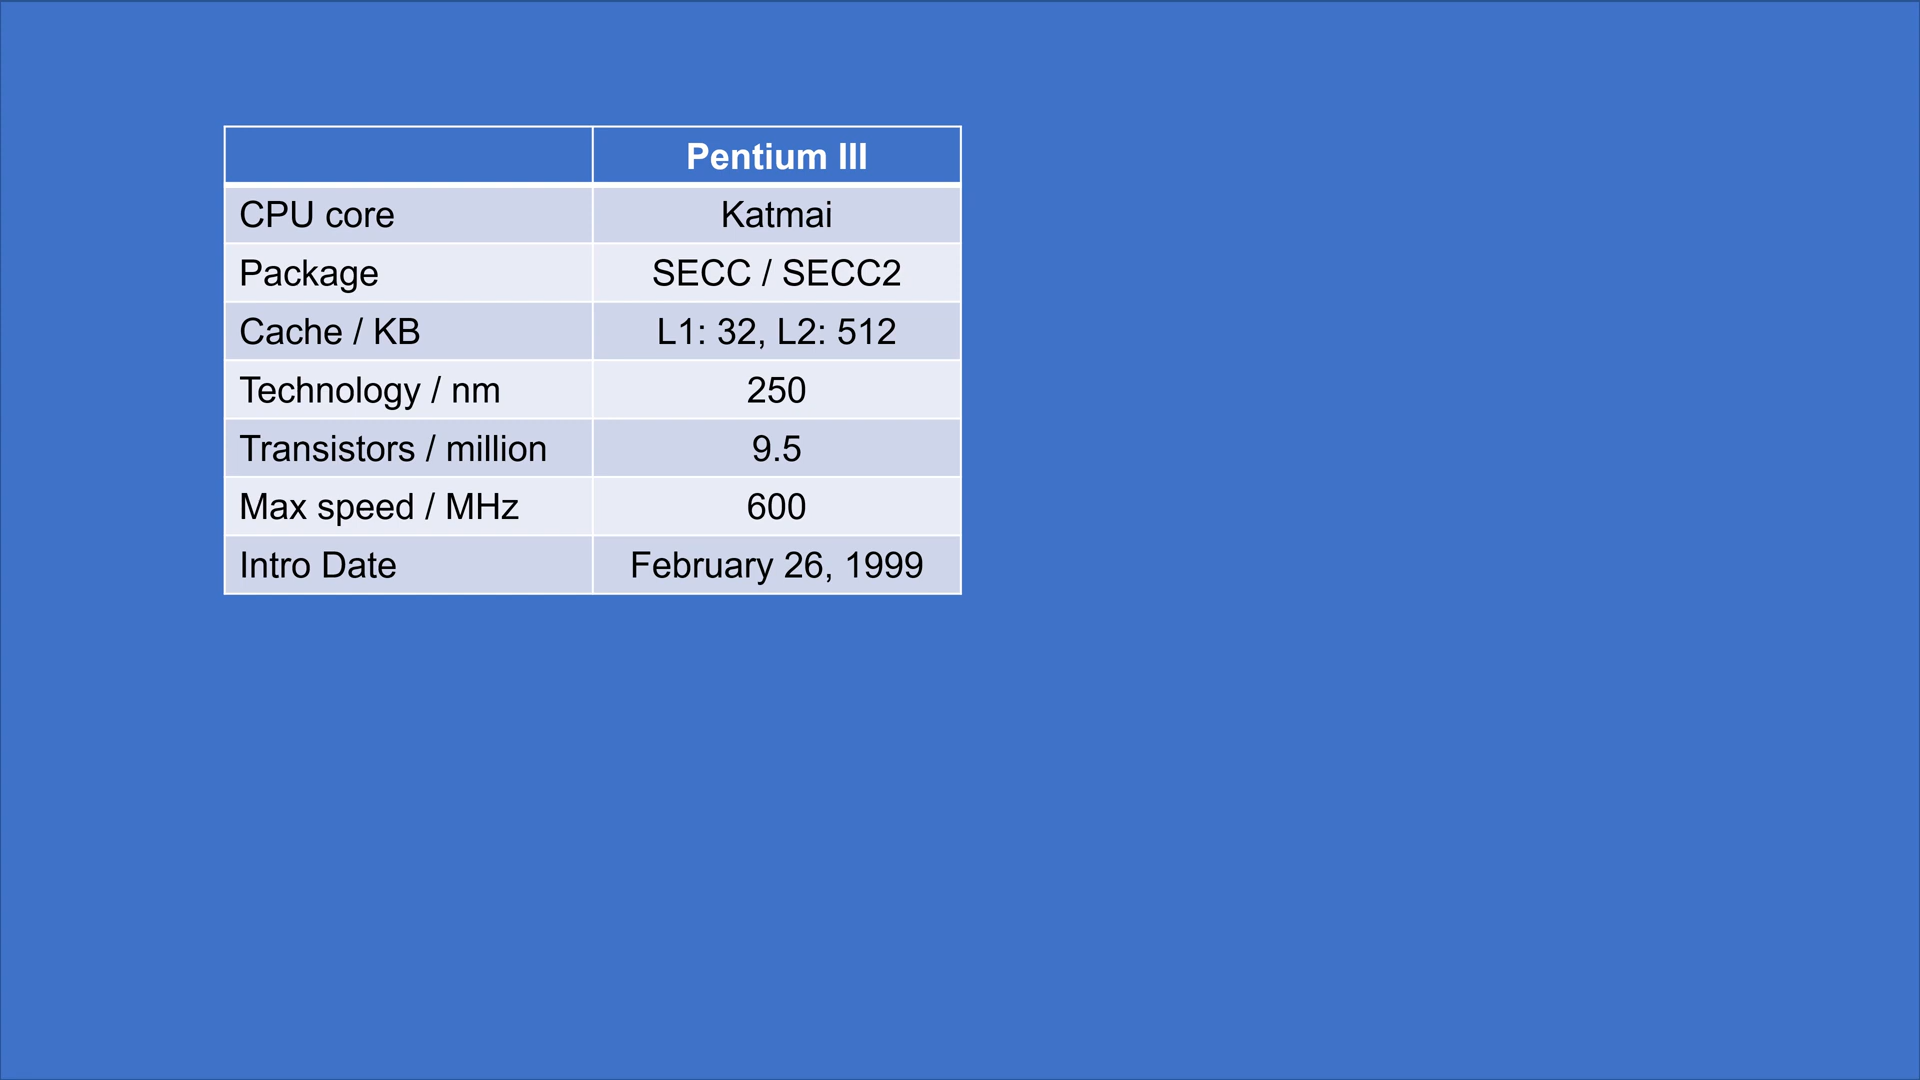 Pentium III
CPU core Katmai
Package SECC / SECC2
Cache / KB L1: 32, L2: 512
Technology / nm 250
Transistors / million 9.5
Max speed / MHz 600
Intro Date February 26, 1999